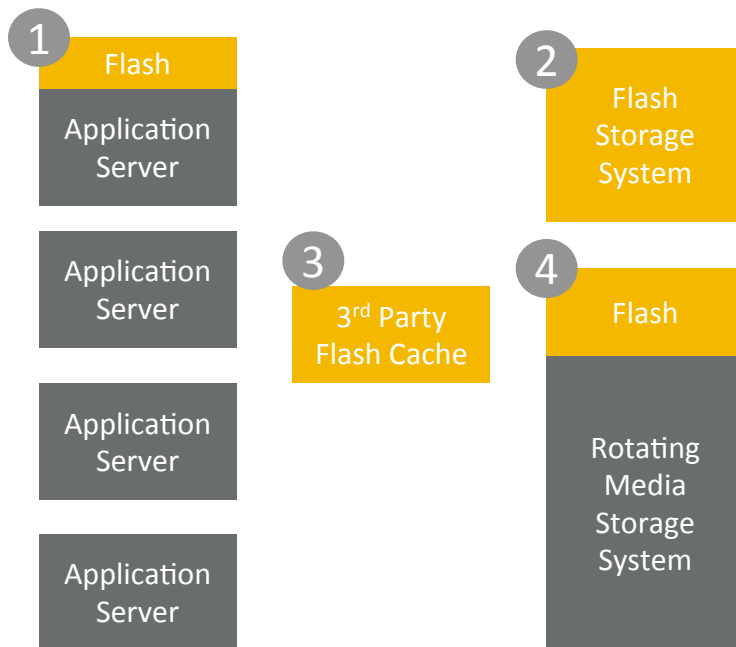 1
Flash
Application
Server
Application
Server
Application
Server
Application
Server
3
3rd Party
Flash Cache
2
Flash
Storage
System
4
Flash
Rotating
Media
Storage
System